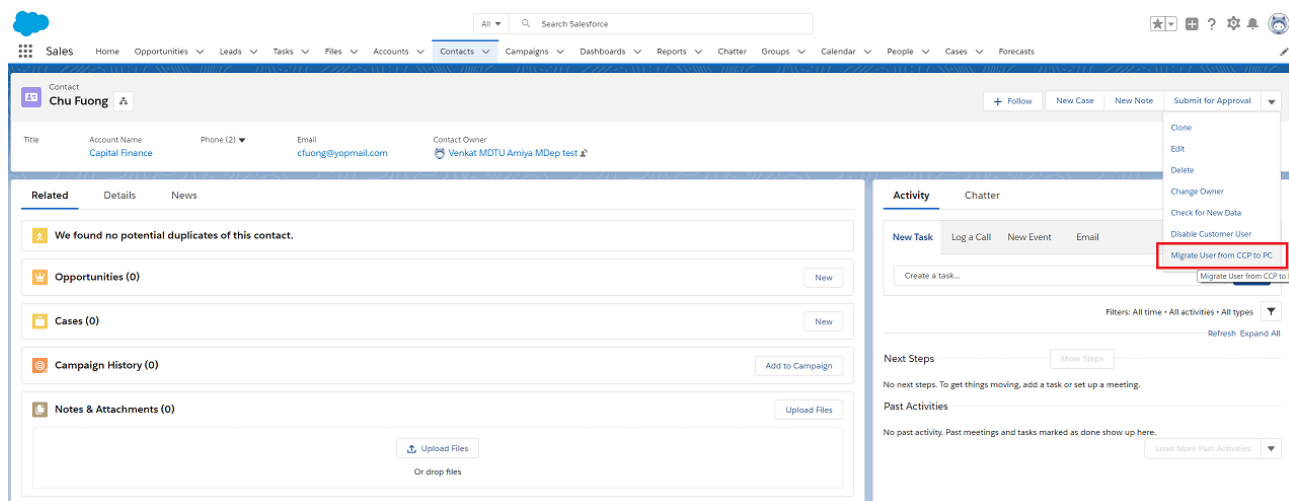 All
Search Salesforce
Sales Home Opportunities Leads Tasks Files Accounts Contacts Campaigns Dashboards Reports Chatter Groups Calendar People Cases Forecasts
Contact
Chu Fuong
+ Follow New Case New Note Submit for Approval
Title Account Name Phone (2) Email Contact Owner
Capital Finance cfuong@yopmail.com Venkat MDTU Amiya MDep test
Clone
Edit
Delete
Change Owner
Check for New Data
Disable Customer User
Migrate User from CCP to PC
Migrate User from CCP to
Related Details News
We found no potential duplicates of this contact.
Opportunities (0) New
Cases (0) New
Campaign History (0) Add to Campaign
Notes & Attachments (0) Upload Files
Upload Files
Or drop files
Activity Chatter
New Task Log a Call New Event Email
Create a task...
Filters: All time • All activities • All types
Refresh Expand All
Next Steps More Steps
No next steps. To get things moving, add a task or set up a meeting.
Past Activities
No past activity. Past meetings and tasks marked as done show up here.
Load More Past Activities